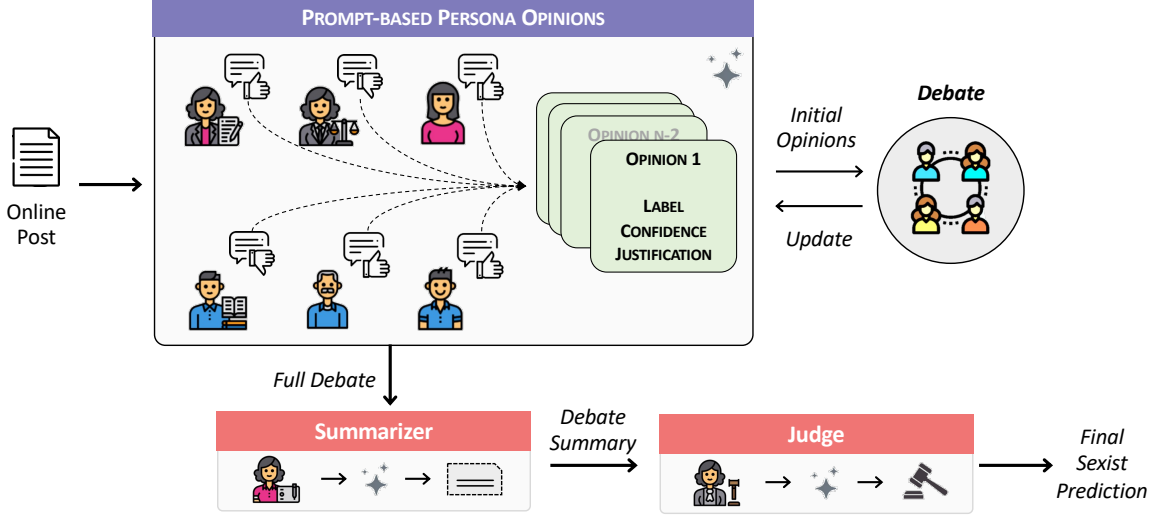 PROMPT-BASED PERSONA OPINIONS
Online
Post
OPINION N-2
OPINION 1
LABEL
CONFIDENCE
JUSTIFICATION
Initial
Opinions
Update
Debate
Full Debate
Summarizer
Debate
Summary
Judge
Final
Sexist
Prediction